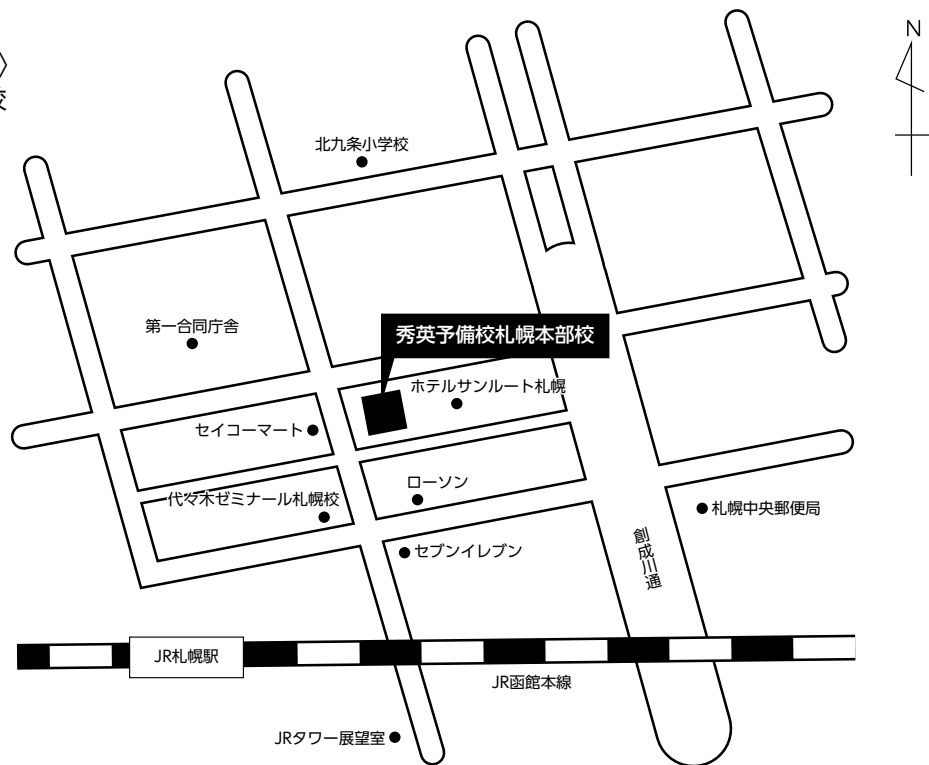 N
〉
校
北九条小学校
第一合同庁舎
秀英予備校札幌本部校
ホテルサンルート札幌
セイコーマート
ローソン
代々木ゼミナール札幌校
札幌中央郵便局
セブンイレブン
創成川通
JR札幌駅
JR函館本線
JRタワー展望室